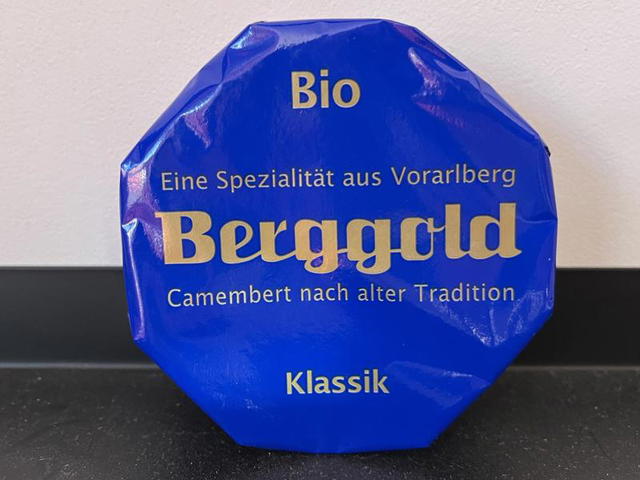 Bio
Eine Spezialität aus Vorarlberg
Berggold
Camembert nach alter Tradition
Klassik